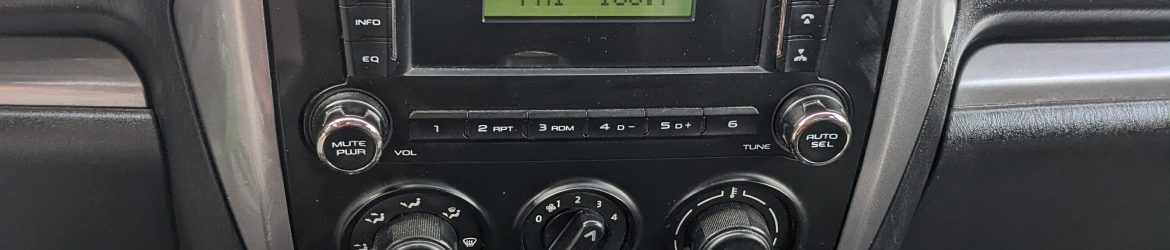 INFO
EQ
1 2 RPT 3 RDM 4 D- 5 D+ 6
MUTE
PWR
VOL
TUNE
AUTO
SEL
0 1 2 3 4